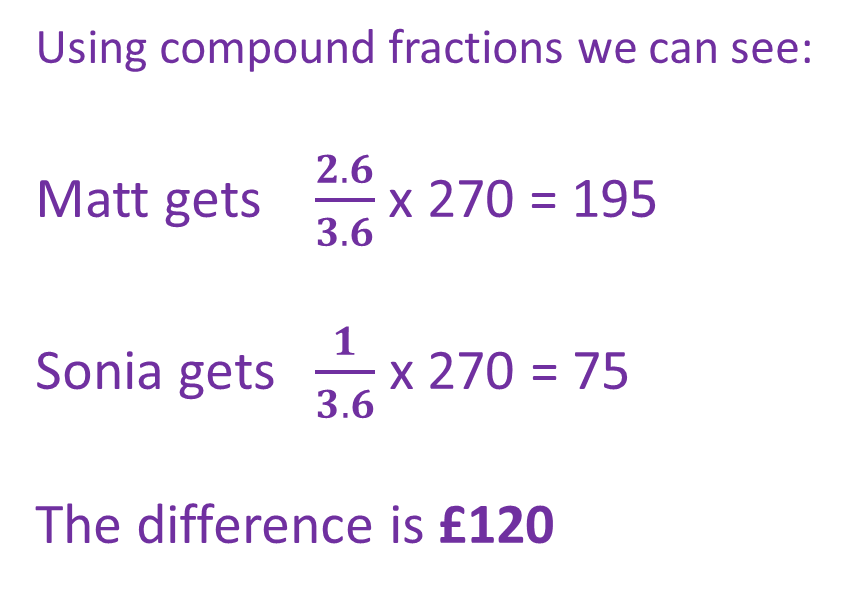 Using compound fractions we can see:
Matt gets 2.6/3.6 x 270 = 195
Sonia gets 1/3.6 x 270 = 75
The difference is £120